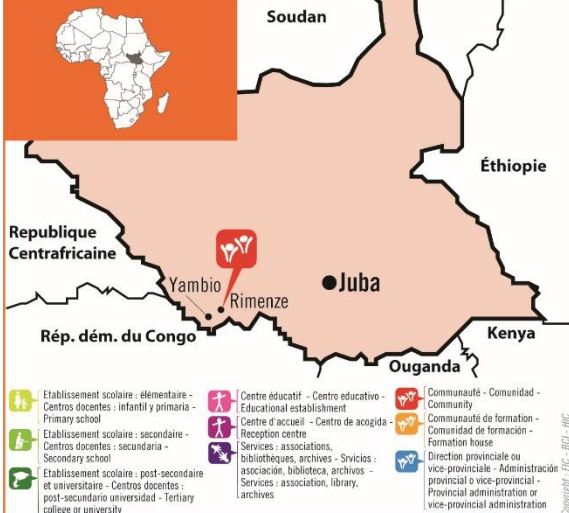 Soudan
Éthiopie
Republique
Centrafricaine
Yambio
Rimenze
Juba
Rép. dém. du Congo
Kenya
Ouganda
Etablissement scolaire : élémentaire -
Centros docentes : infantil y primaria -
Primary school
Etablissement scolaire : secondaire -
Centros docentes : secundaria -
Secondary school
Etablissement scolaire : post-secondaire
et universitaire - Centros docentes :
post-secundario universidad - Tertiary
college or university
Centre éducatif - Centro educativo -
Educational establishment
Centre d'accueil - Centro de acogida -
Reception centre
Services : associations,
bibliothèques, archives - Srvicios :
asociación, biblioteca, archivos -
Services : association, library,
archives
Communauté - Comunidad -
Community
Communauté de formation -
Comunidad de formación -
Formation house
Direction provinciale ou
vice-provinciale - Administración
provincial o vice-provincial -
Provincial administration or
vice-provincial administration
Copyright : FIC - BCI - HIC